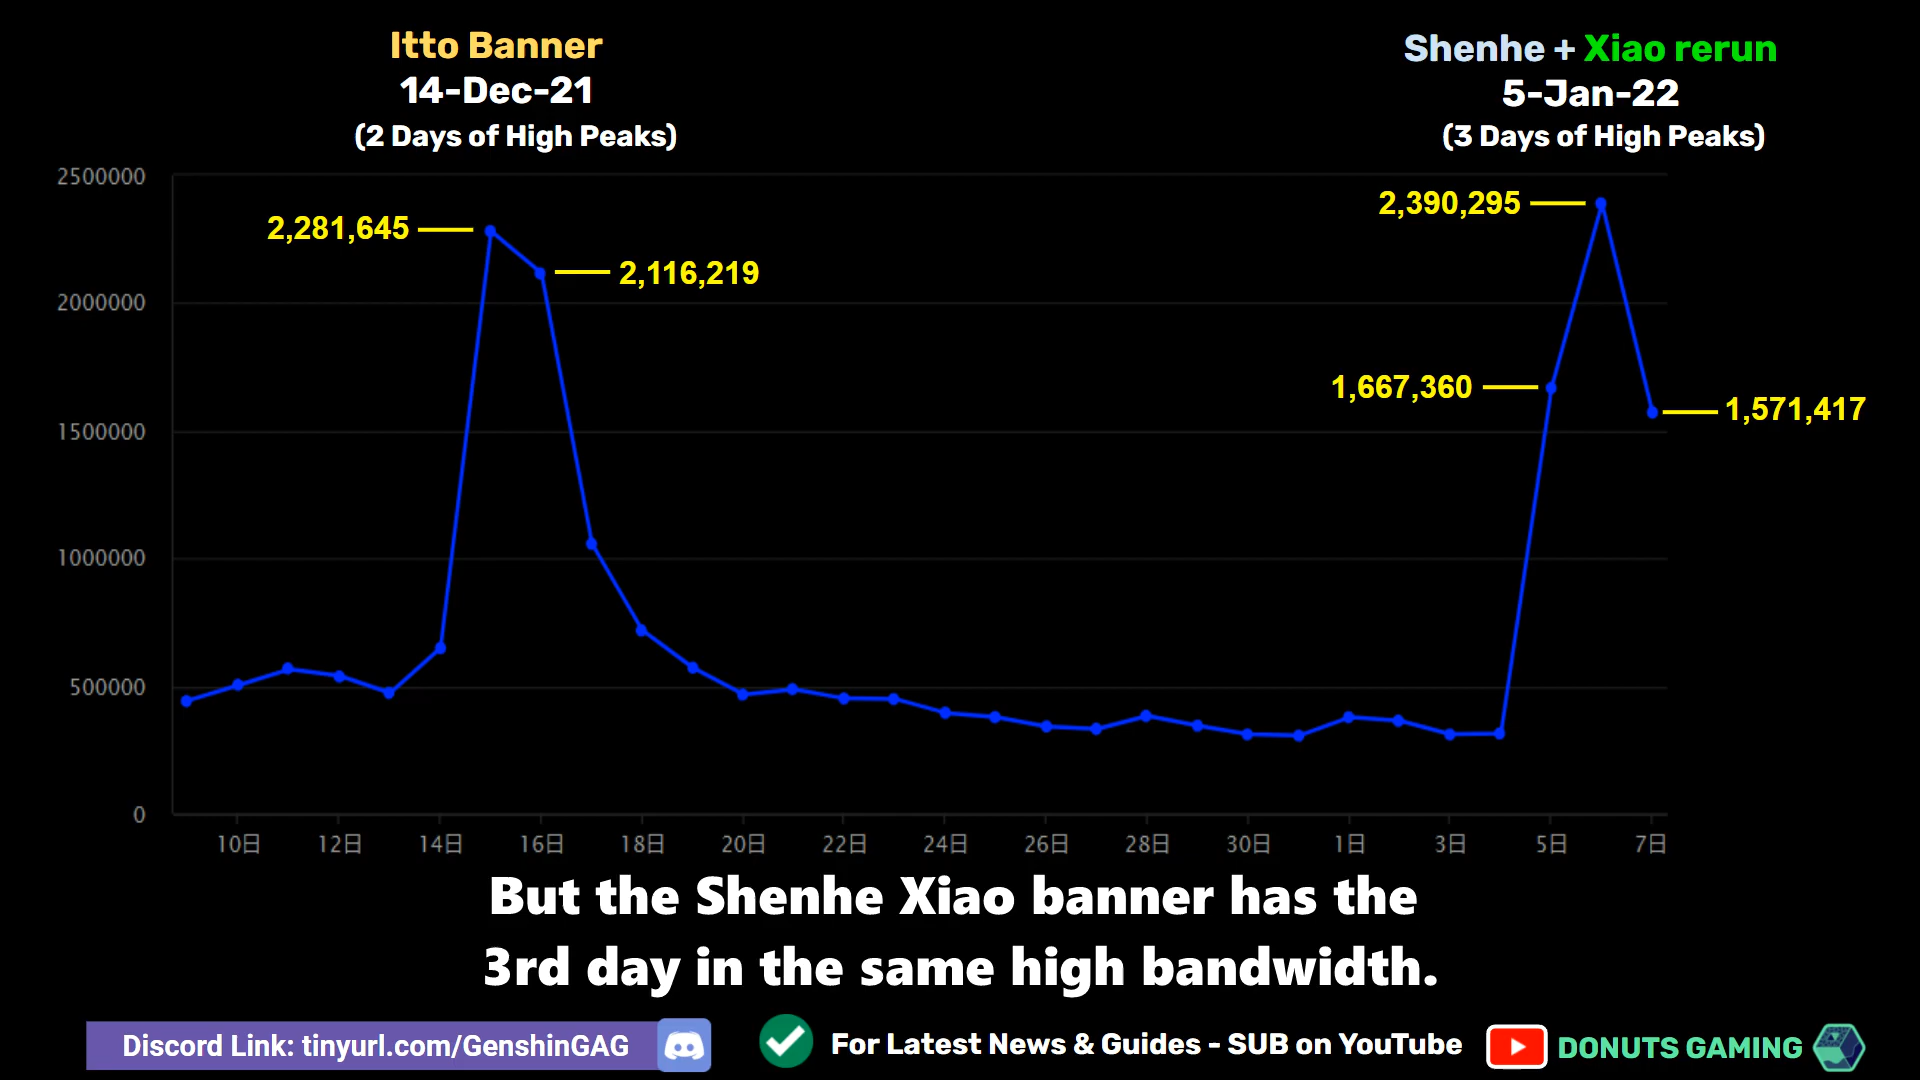 Itto Banner
14-Dec-21
(2 Days of High Peaks)
Shenhe + Xiao rerun
5-Jan-22
(3 Days of High Peaks)
2500000
2000000
1500000
1000000
500000
0
2,281,645
2,116,219
2,390,295
1,667,360
1,571,417
10日 12日 14日 16日 18日 20日 22日 24日 26日 28日 30日 1日 3日 5日 7日
But the Shenhe Xiao banner has the
3rd day in the same high bandwidth.
Discord Link: tinyurl.com/GenshinGAG
For Latest News & Guides - SUB on YouTube
DONUTS GAMING